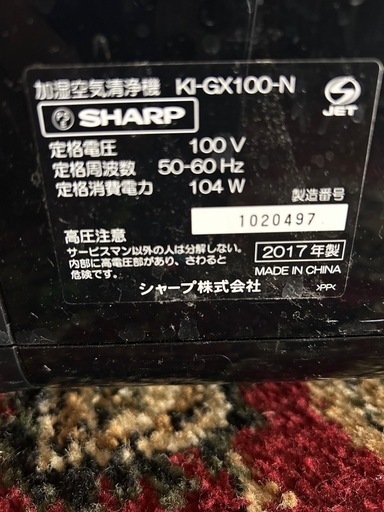 加湿空気清浄機 KI-GX100-N
SHARP
JET
定格電圧 100 V
定格周波数 50-60 Hz
定格消費電力 104 W
製造番号
1020497
高圧注意
サービスマン以外の人は分解しない。
内部に高電圧部があり、さわると
危険です。
2017 年製
MADE IN CHINA
シャープ株式会社
>PP<